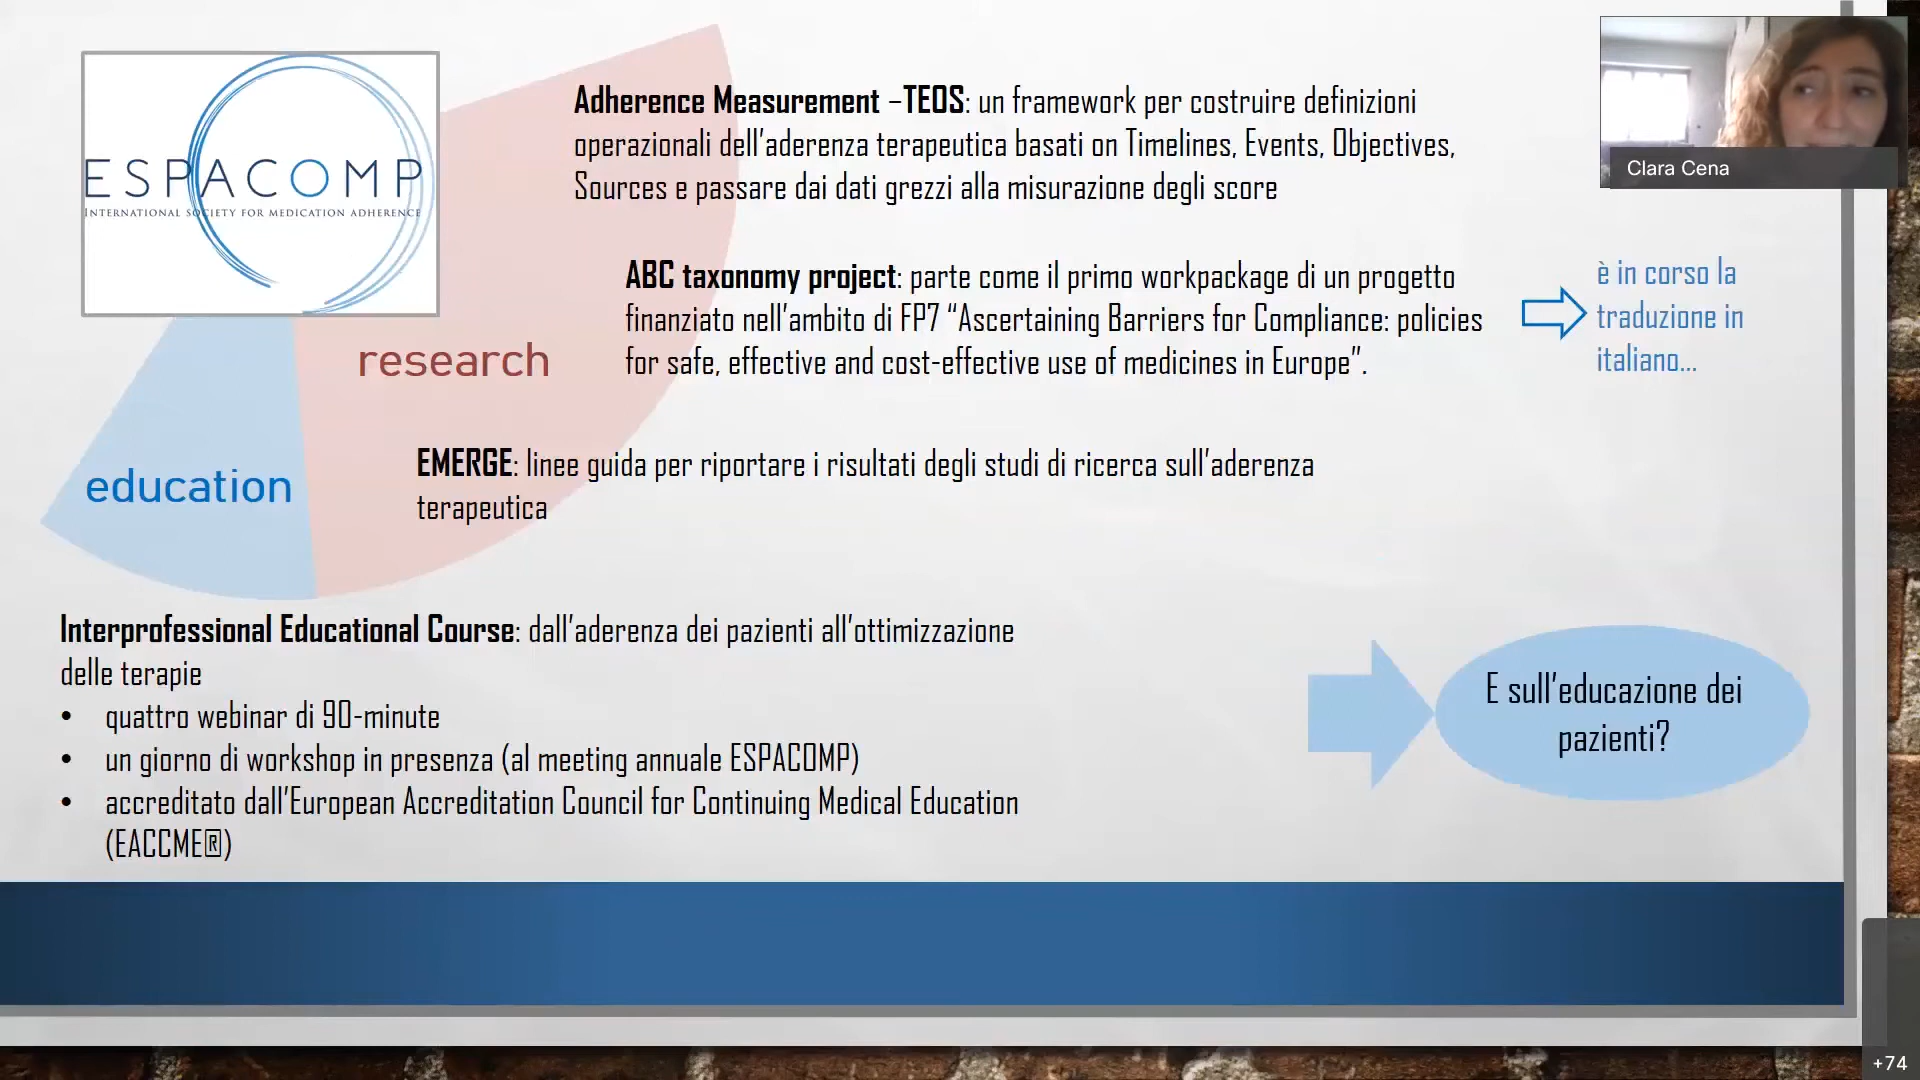 ESPACOMP
INTERNATIONAL SOCIETY FOR MEDICATION ADHERENCE
Adherence Measurement –TEOS: un framework per costruire definizioni
operazionali dell'aderenza terapeutica basati on Timelines, Events, Objectives,
Sources e passare dai dati grezzi alla misurazione degli score
Clara Cena
ABC taxonomy project: parte come il primo workpackage di un progetto
finanziato nell'ambito di FP7 “Ascertaining Barriers for Compliance: policies
for safe, effective and cost-effective use of medicines in Europe”.
è in corso la
traduzione in
italiano...
research
education
EMERGE: linee guida per riportare i risultati degli studi di ricerca sull'aderenza
terapeutica
Interprofessional Educational Course: dall'aderenza dei pazienti all'ottimizzazione
delle terapie
• quattro webinar di 90-minute
• un giorno di workshop in presenza (al meeting annuale ESPACOMP)
• accreditato dall'European Accreditation Council for Continuing Medical Education
(EACCME®)
E sull'educazione dei
pazienti?
+74